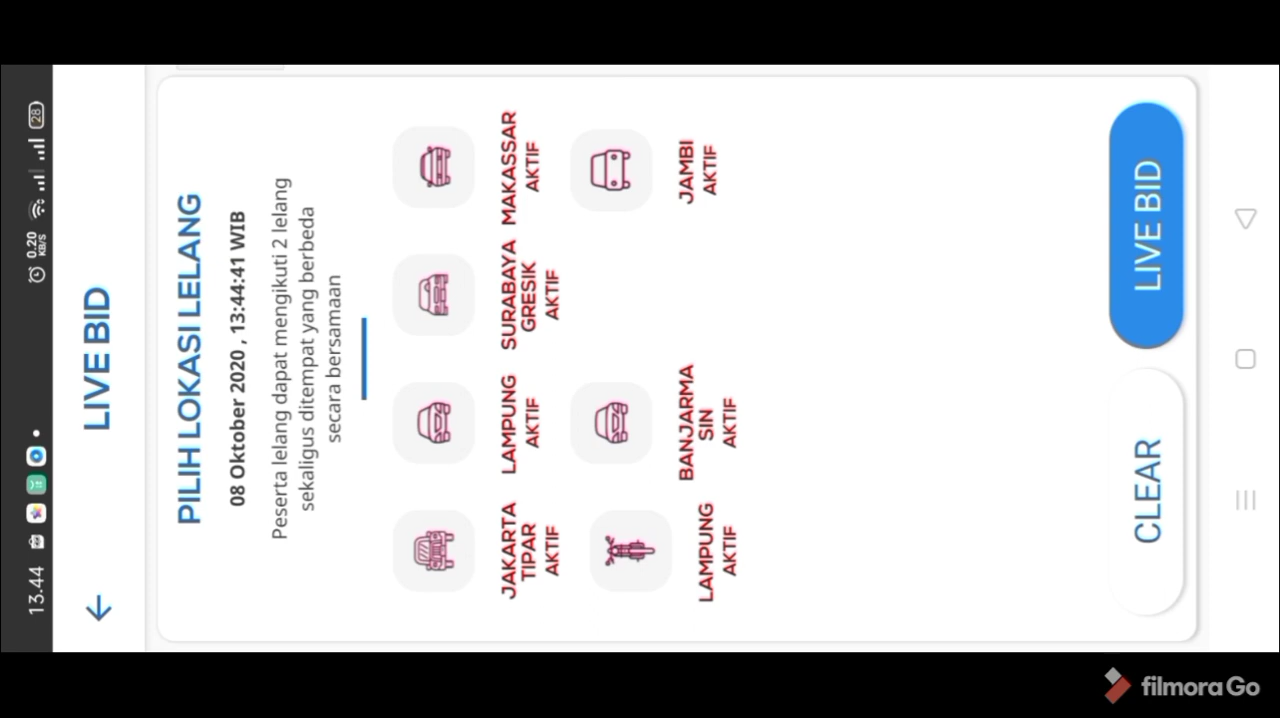 13.44
0.20
KB/S
28
LIVE BID
PILIH LOKASI LELANG
08 Oktober 2020 , 13:44:41 WIB
Peserta lelang dapat mengikuti 2 lelang
sekaligus ditempat yang berbeda
secara bersamaan
JAKARTA
TIPAR
AKTIF
LAMPUNG
AKTIF
SURABAYA
GRESIK
AKTIF
MAKASSAR
AKTIF
LAMPUNG
AKTIF
BANJARMA
SIN
AKTIF
JAMBI
AKTIF
CLEAR
LIVE BID
filmoraGo